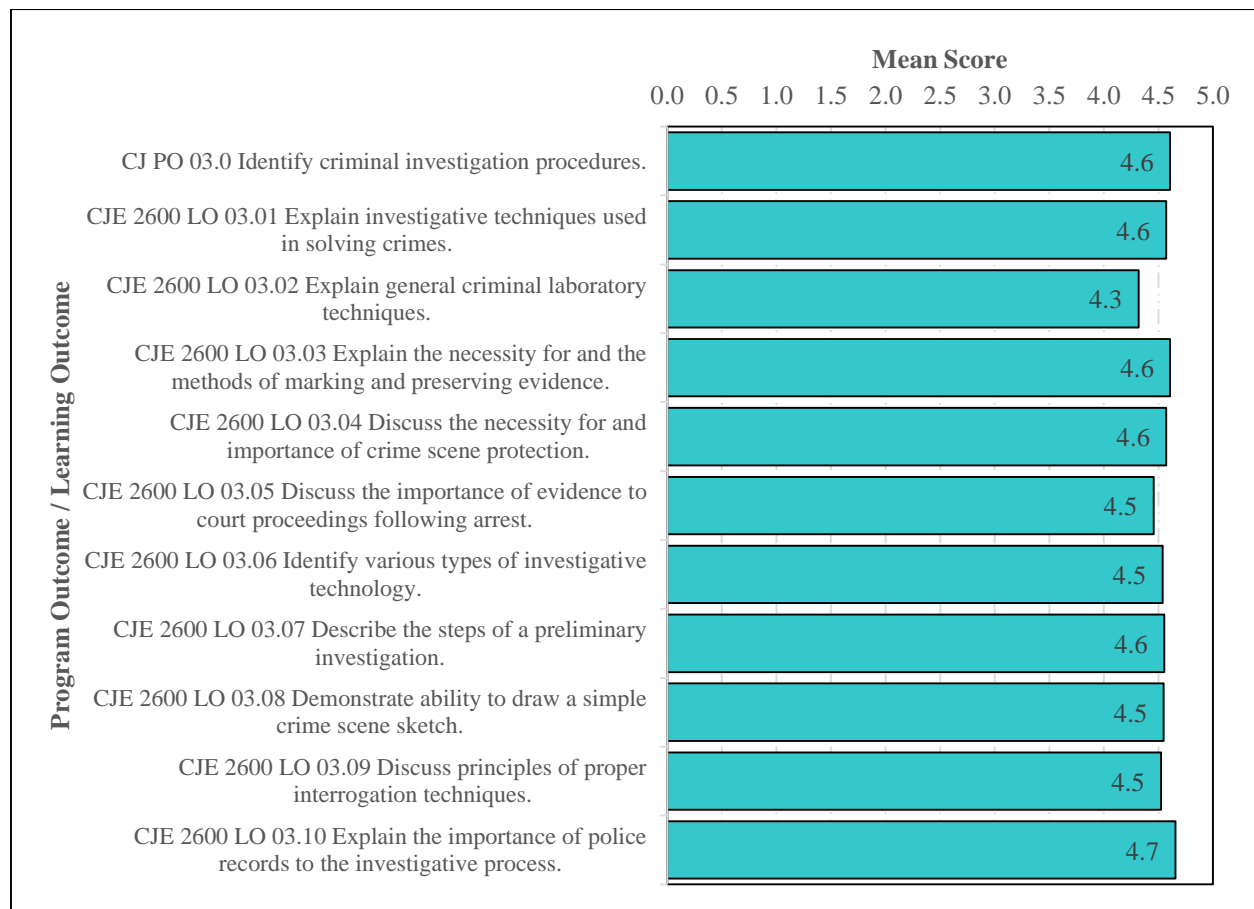 Mean Score
0.0 0.5 1.0 1.5 2.0 2.5 3.0 3.5 4.0 4.5 5.0
Program Outcome / Learning Outcome
CJ PO 03.0 Identify criminal investigation procedures.
4.6
CJE 2600 LO 03.01 Explain investigative techniques used
in solving crimes.
4.6
CJE 2600 LO 03.02 Explain general criminal laboratory
techniques.
4.3
CJE 2600 LO 03.03 Explain the necessity for and the
methods of marking and preserving evidence.
4.6
CJE 2600 LO 03.04 Discuss the necessity for and
importance of crime scene protection.
4.6
CJE 2600 LO 03.05 Discuss the importance of evidence to
court proceedings following arrest.
4.5
CJE 2600 LO 03.06 Identify various types of investigative
technology.
4.5
CJE 2600 LO 03.07 Describe the steps of a preliminary
investigation.
4.6
CJE 2600 LO 03.08 Demonstrate ability to draw a simple
crime scene sketch.
4.5
CJE 2600 LO 03.09 Discuss principles of proper
interrogation techniques.
4.5
CJE 2600 LO 03.10 Explain the importance of police
records to the investigative process.
4.7